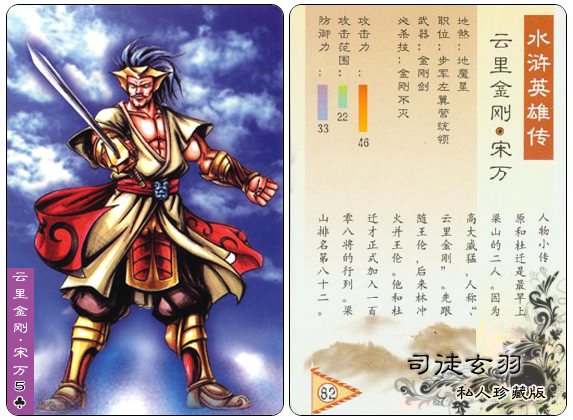 云里金刚·宋万
5♣
水浒英雄传
云里金刚●宋万
地煞:地魔星
职位:步军左翼营统领
武器:金刚剑
必杀技:金刚不灭
攻击力:
46
攻击范围:
22
防御力:
33
人物小传
原和杜迁是最早上
梁山的二人。因为
高大威猛,人称“
云里金刚”。先跟
随王伦,后来林冲
火并王伦。他和杜
迁才正式加入一百
零八将的行列。梁
山排名第八十二。
82
司徒玄羽
私人珍藏版